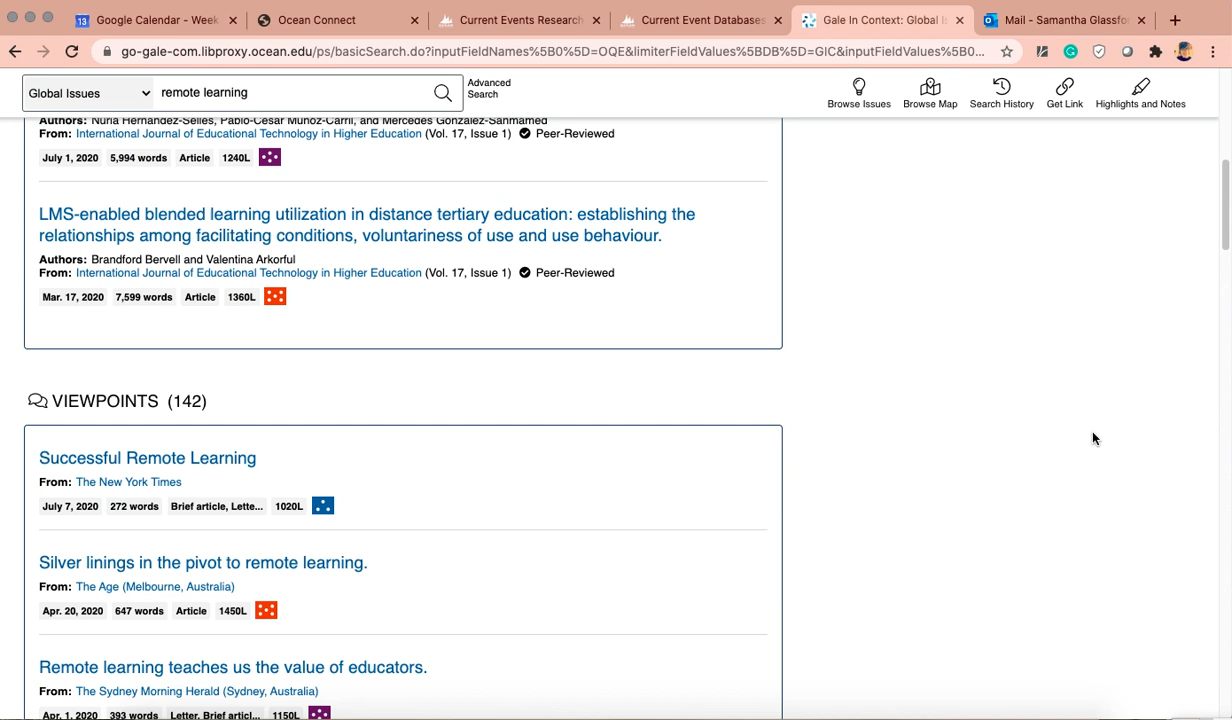 Google Calendar - Week
Ocean Connect
Current Events Research
Current Event Databases
Gale In Context: Global Is
Mail - Samantha Glassfor
go-gale-com.libproxy.ocean.edu/ps/basicSearch.do?inputFieldNames%5B0%5D=OQE&limiterFieldValues%5BDB%5D=GIC&inputFieldValues%5B0...
Global Issues
remote learning
Advanced
Search
Browse Issues
Browse Map
Search History
Get Link
Highlights and Notes
Authors: Nuria Hernandez-Selles, Pablo-Cesar Munoz-Carril, and Mercedes Gonzalez-Sanmamed
From: International Journal of Educational Technology in Higher Education (Vol. 17, Issue 1) Peer-Reviewed
July 1, 2020 5,994 words Article 1240L
LMS-enabled blended learning utilization in distance tertiary education: establishing the
relationships among facilitating conditions, voluntariness of use and use behaviour.
Authors: Brandford Bervell and Valentina Arkorful
From: International Journal of Educational Technology in Higher Education (Vol. 17, Issue 1) Peer-Reviewed
Mar. 17, 2020 7,599 words Article 1360L
VIEWPOINTS (142)
Successful Remote Learning
From: The New York Times
July 7, 2020 272 words Brief article, Lette... 1020L
Silver linings in the pivot to remote learning.
From: The Age (Melbourne, Australia)
Apr. 20, 2020 647 words Article 1450L
Remote learning teaches us the value of educators.
From: The Sydney Morning Herald (Sydney, Australia)
Apr. 1, 2020 393 words Letter, Brief articl... 1150L